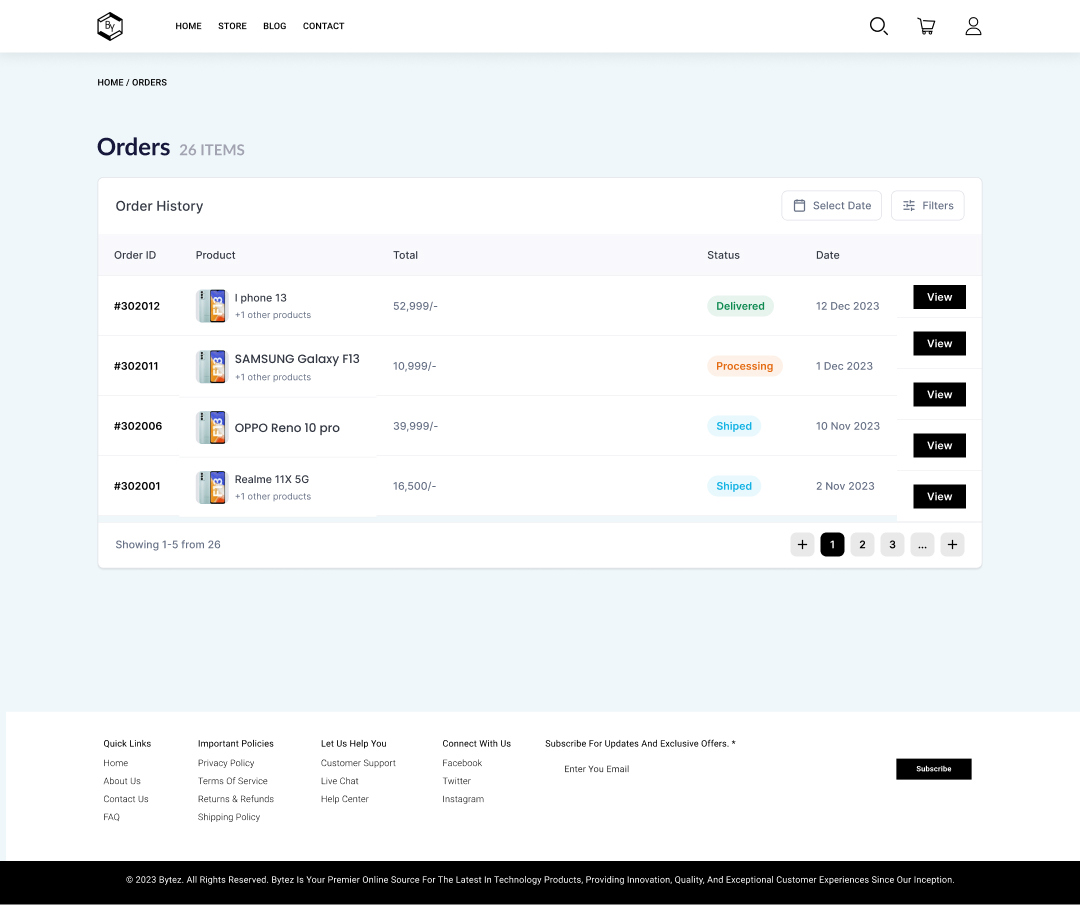 By
HOME STORE BLOG CONTACT
HOME / ORDERS
Orders 26 ITEMS
Order History Select Date Filters
Order ID Product Total Status Date
#302012 I phone 13 +1 other products 52,999/- Delivered 12 Dec 2023 View
#302011 SAMSUNG Galaxy F13 +1 other products 10,999/- Processing 1 Dec 2023 View
#302006 OPPO Reno 10 pro 39,999/- Shiped 10 Nov 2023 View
View
#302001 Realme 11X 5G +1 other products 16,500/- Shiped 2 Nov 2023 View
Showing 1-5 from 26 + 1 2 3 ... +
Quick Links
Home
About Us
Contact Us
FAQ
Important Policies
Privacy Policy
Terms Of Service
Returns & Refunds
Shipping Policy
Let Us Help You
Customer Support
Live Chat
Help Center
Connect With Us
Facebook
Twitter
Instagram
Subscribe For Updates And Exclusive Offers. *
Enter You Email
Subscribe
© 2023 Bytez. All Rights Reserved. Bytez Is Your Premier Online Source For The Latest In Technology Products, Providing Innovation, Quality, And Exceptional Customer Experiences Since Our Inception.